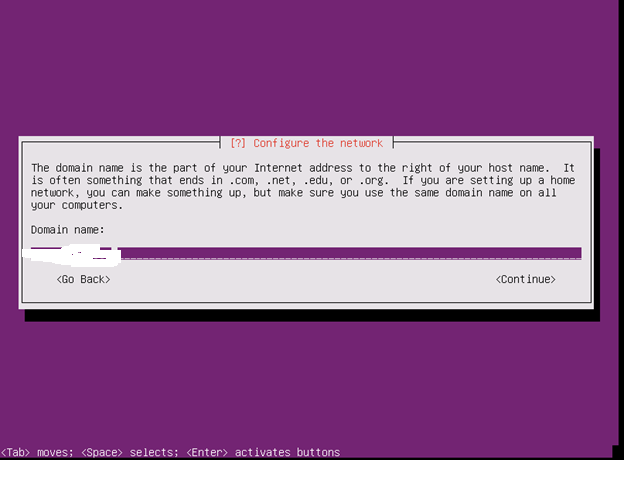 [?] Configure the network
The domain name is the part of your Internet address to the right of your host name.  It
is often something that ends in .com, .net, .edu, or .org.  If you are setting up a home
network, you can make something up, but make sure you use the same domain name on all
your computers.
Domain name:
<Go Back> <Continue>
<Tab> moves; <Space> selects; <Enter> activates buttons